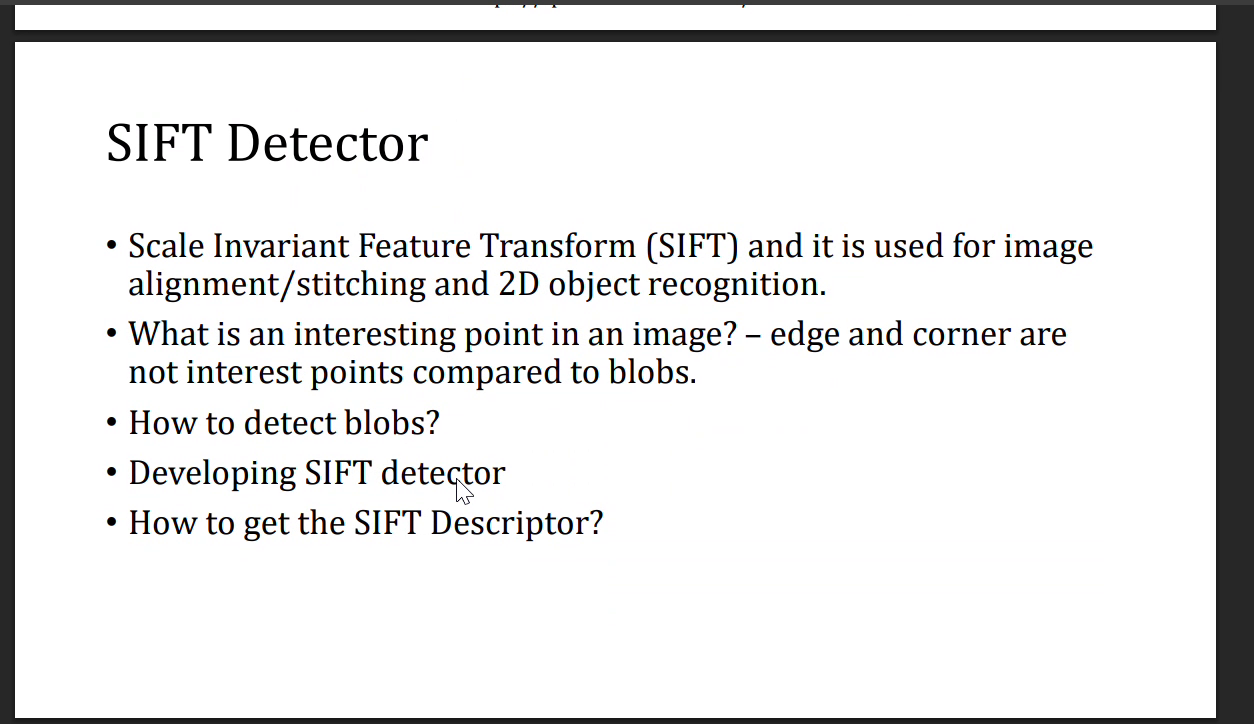 SIFT Detector
• Scale Invariant Feature Transform (SIFT) and it is used for image
alignment/stitching and 2D object recognition.
• What is an interesting point in an image? – edge and corner are
not interest points compared to blobs.
• How to detect blobs?
• Developing SIFT detector
• How to get the SIFT Descriptor?